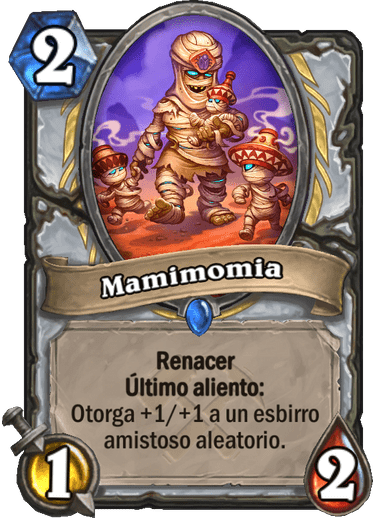 2
Mamimomia
Renacer
Último aliento:
Otorga +1/+1 a un esbirro
amistoso aleatorio.
1
2